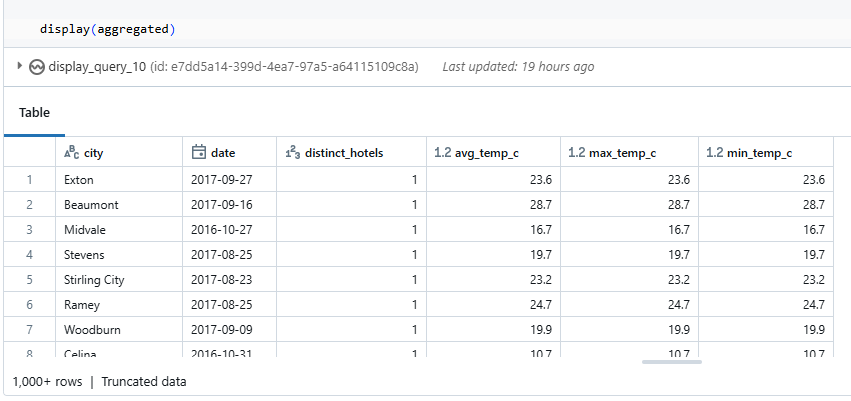 display(aggregated)
display_query_10 (id: e7dd5a14-399d-4ea7-97a5-a64115109c8a) Last updated: 19 hours ago
Table
ABC city date 123 distinct_hotels 1.2 avg_temp_c 1.2 max_temp_c 1.2 min_temp_c
1 Exton 2017-09-27 1 23.6 23.6 23.6
2 Beaumont 2017-09-16 1 28.7 28.7 28.7
3 Midvale 2016-10-27 1 16.7 16.7 16.7
4 Stevens 2017-08-25 1 19.7 19.7 19.7
5 Stirling City 2017-08-23 1 23.2 23.2 23.2
6 Ramey 2017-08-25 1 24.7 24.7 24.7
7 Woodburn 2017-09-09 1 19.9 19.9 19.9
8 Celina 2016-10-31 1 10.7 10.7 10.7
1,000+ rows | Truncated data